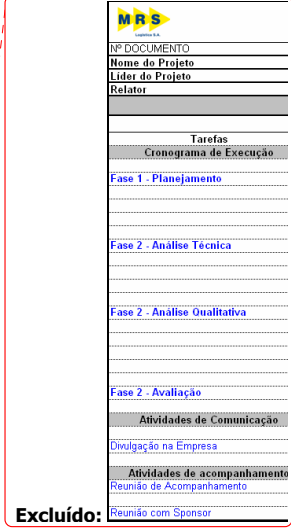 MRS
Logística S.A.
Nº DOCUMENTO
Nome do Projeto
Líder do Projeto
Relator
Tarefas
Cronograma de Execução
Fase 1 - Planejamento
Fase 2 - Análise Técnica
Fase 2 - Análise Qualitativa
Fase 2 - Avaliação
Atividades de Comunicação
Divulgação na Empresa
Atividades de acompanhamento
Reunião de Acompanhamento
Excluído: Reunião com Sponsor